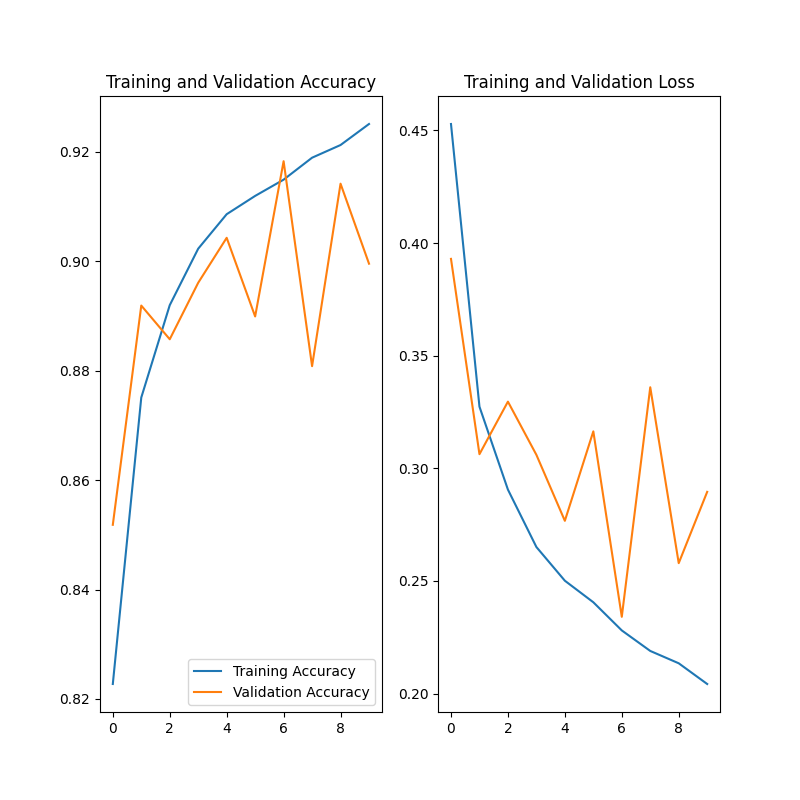 Training and Validation Accuracy
0.92
0.90
0.88
0.86
0.84
0.82
0 2 4 6 8
Training Accuracy
Validation Accuracy
Training and Validation Loss
0.45
0.40
0.35
0.30
0.25
0.20
0 2 4 6 8